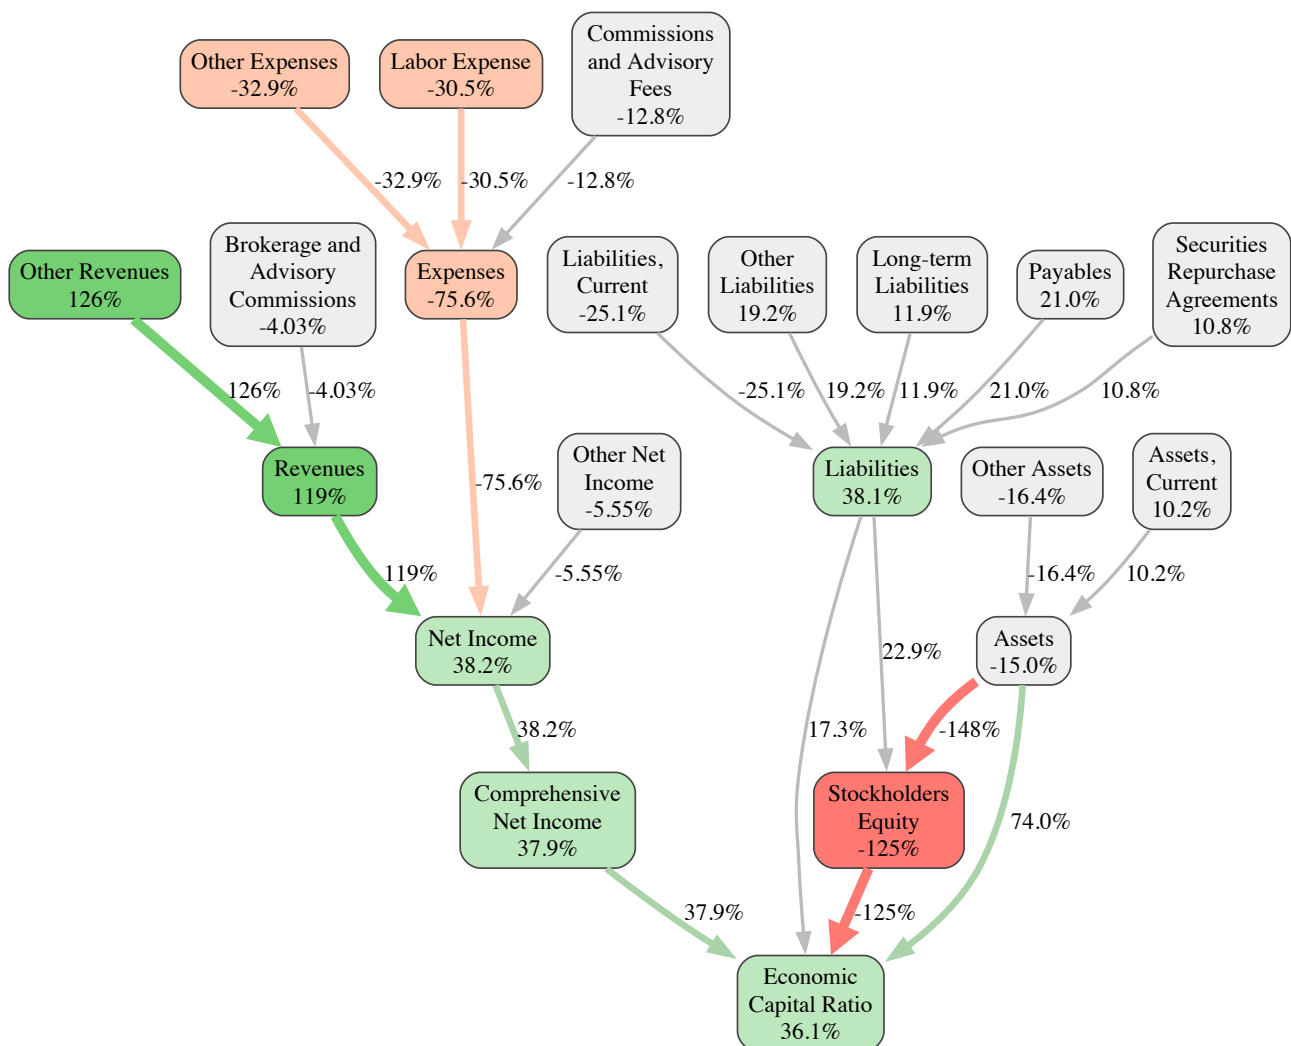 Commissions
and Advisory
Fees
-12.8%
Other Expenses
-32.9%
Labor Expense
-30.5%
-32.9%
-30.5%
-12.8%
Other Revenues
126%
Brokerage and
Advisory
Commissions
-4.03%
Expenses
-75.6%
Liabilities,
Current
-25.1%
Other
Liabilities
19.2%
Long-term
Liabilities
11.9%
Payables
21.0%
Securities
Repurchase
Agreements
10.8%
126%
-4.03%
-25.1%
19.2%
11.9%
21.0%
10.8%
Revenues
119%
-75.6%
Other Net
Income
-5.55%
Liabilities
38.1%
Other Assets
-16.4%
Assets,
Current
10.2%
119%
-5.55%
-16.4%
10.2%
Net Income
38.2%
22.9%
Assets
-15.0%
38.2%
17.3%
-148%
Comprehensive
Net Income
37.9%
Stockholders
Equity
-125%
74.0%
37.9%
-125%
Economic
Capital Ratio
36.1%